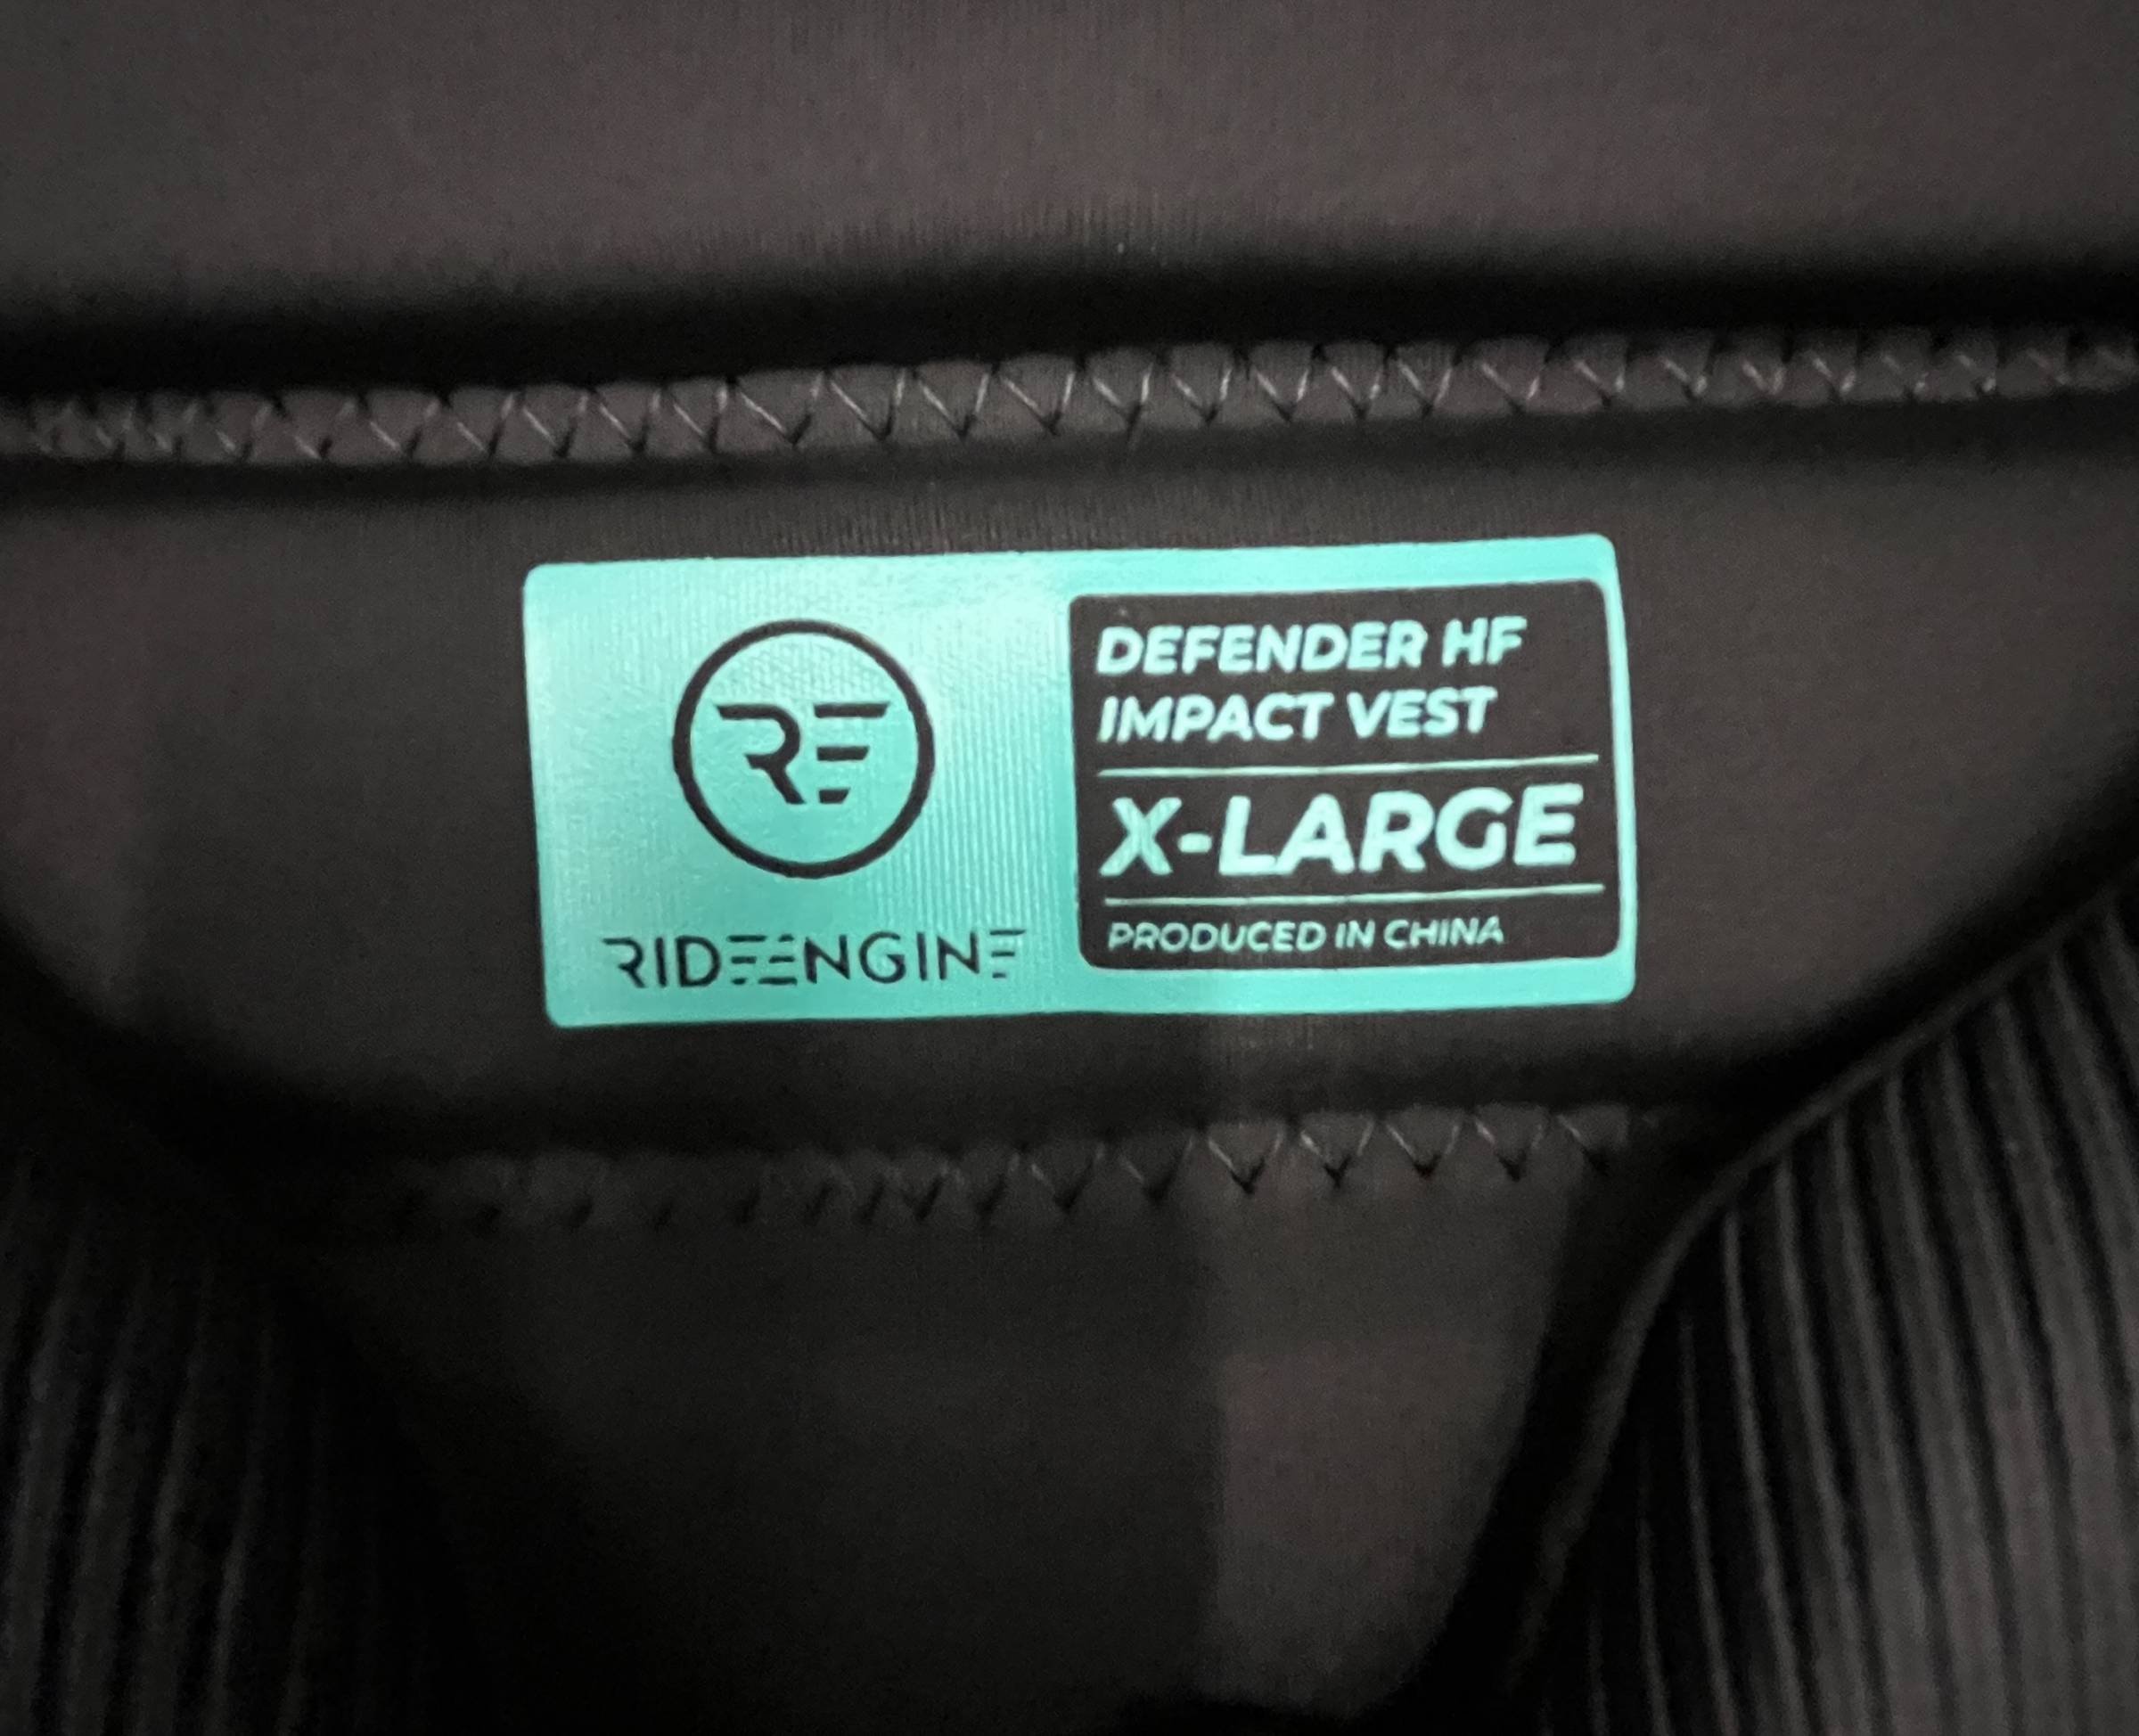 RE
RIDEENGINE
DEFENDER HF
IMPACT VEST
X-LARGE
PRODUCED IN CHINA